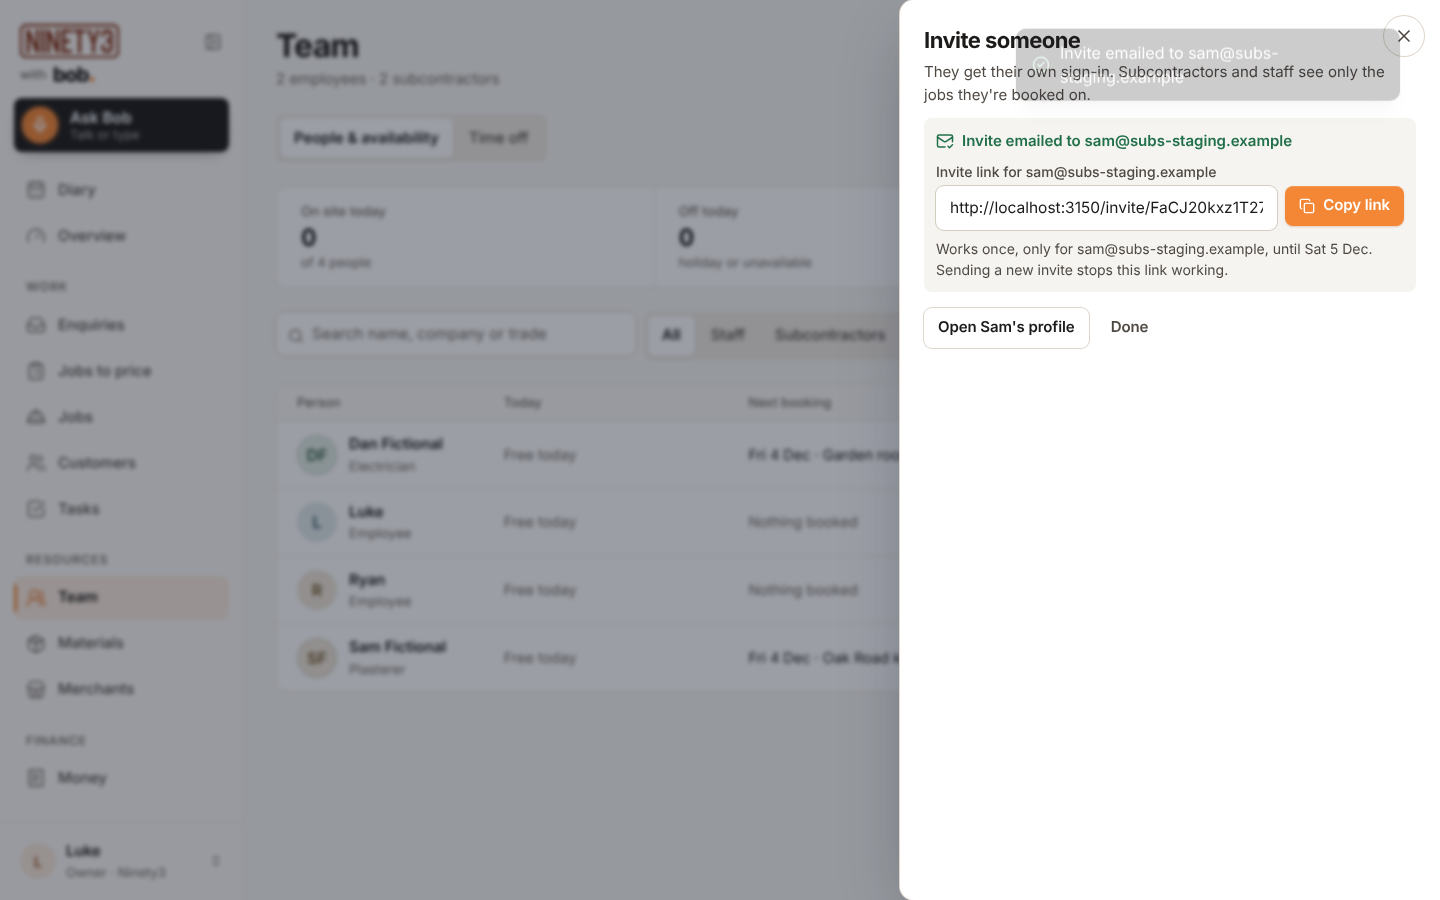 NINETY3
with bob.
Ask Bob
Talk or type
Diary
Overview
WORK
Enquiries
Jobs to price
Jobs
Customers
Tasks
RESOURCES
Team
Materials
Merchants
FINANCE
Money
L
Luke
Owner · Ninety3
Team
2 employees · 2 subcontractors
People & availability
Time off
On site today
0
of 4 people
Off today
0
holiday or unavailable
Search name, company or trade
All
Staff
Subcontractors
Person
Today
Next booking
DF
Dan Fictional
Electrician
Free today
Fri 4 Dec · Garden
L
Luke
Employee
Free today
Nothing booked
R
Ryan
Employee
Free today
Nothing booked
SF
Sam Fictional
Plasterer
Free today
Fri 4 Dec · Oak Road
Invite someone
They get their own sign-in. Subcontractors and staff see only the
jobs they're booked on.
Invite emailed to sam@subs-
staging.example
Invite emailed to sam@subs-staging.example
Invite link for sam@subs-staging.example
http://localhost:3150/invite/FaCJ20kxz1T27
Copy link
Works once, only for sam@subs-staging.example, until Sat 5 Dec.
Sending a new invite stops this link working.
Open Sam's profile
Done